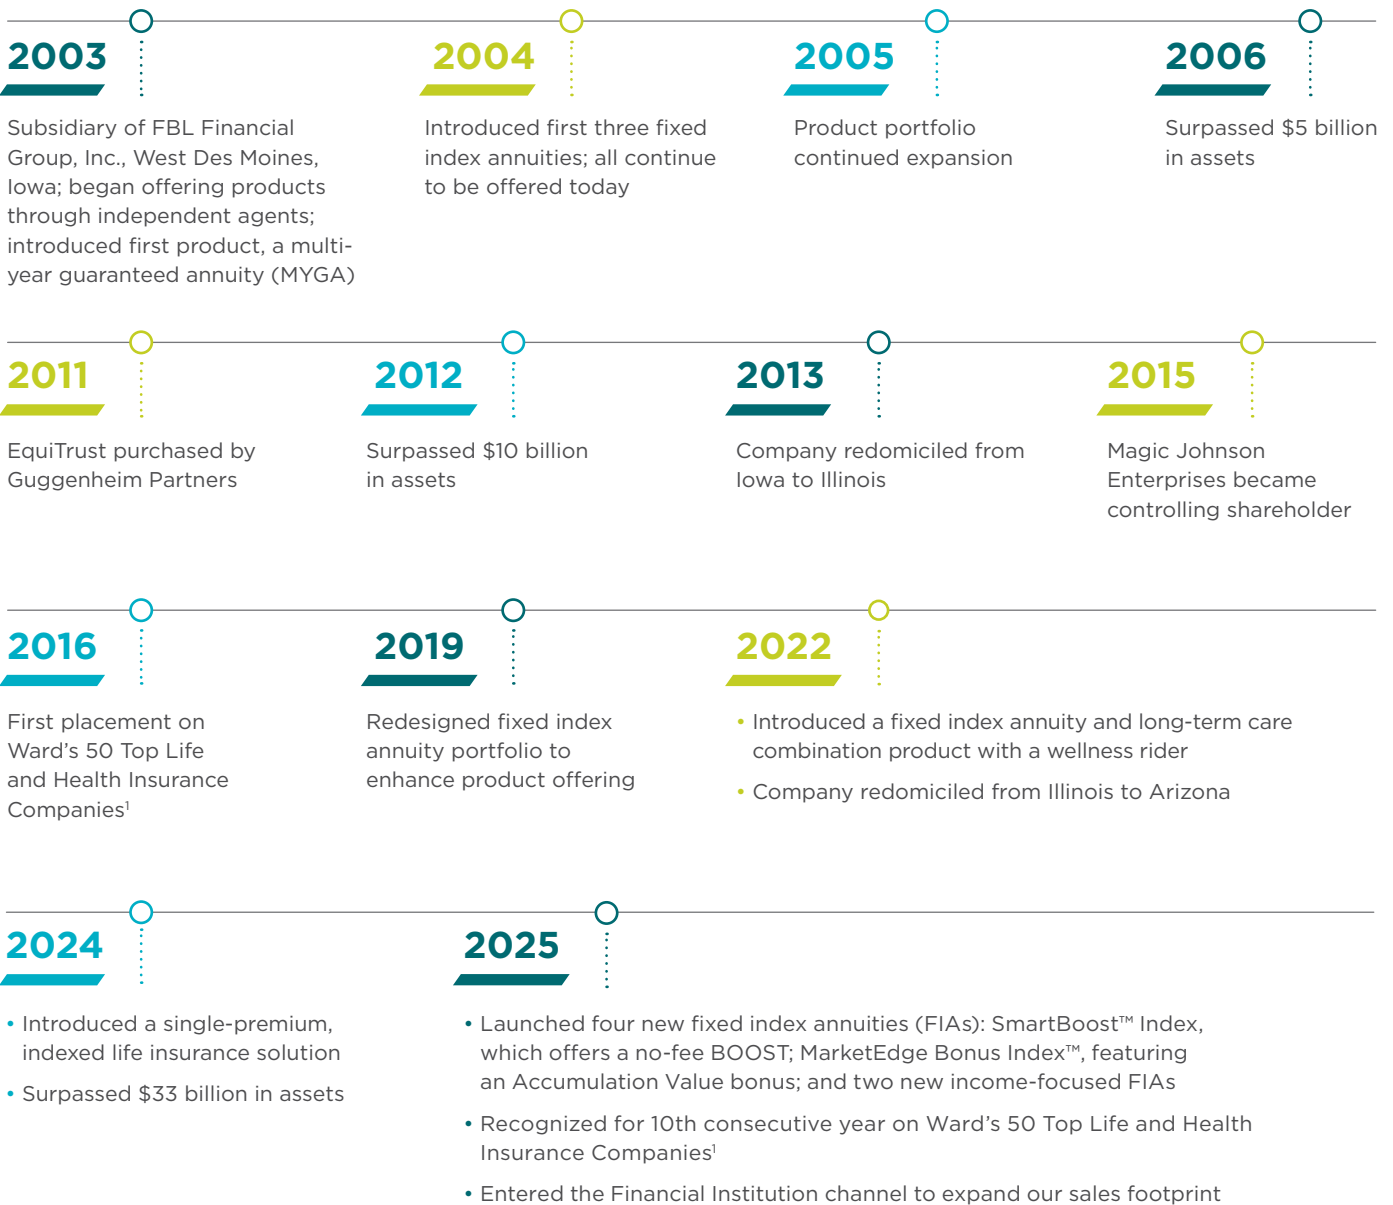 2003
Subsidiary of FBL Financial
Group, Inc., West Des Moines,
Iowa; began offering products
through independent agents;
introduced first product, a multi-
year guaranteed annuity (MYGA)
2004
Introduced first three fixed
index annuities; all continue
to be offered today
2005
Product portfolio
continued expansion
2006
Surpassed $5 billion
in assets
2011
EquiTrust purchased by
Guggenheim Partners
2012
Surpassed $10 billion
in assets
2013
Company redomiciled from
Iowa to Illinois
2015
Magic Johnson
Enterprises became
controlling shareholder
2016
First placement on
Ward’s 50 Top Life
and Health Insurance
Companies¹
2019
Redesigned fixed index
annuity portfolio to
enhance product offering
2022
• Introduced a fixed index annuity and long-term care
combination product with a wellness rider
• Company redomiciled from Illinois to Arizona
2024
• Introduced a single-premium,
indexed life insurance solution
• Surpassed $33 billion in assets
2025
• Launched four new fixed index annuities (FIAs): SmartBoost™ Index,
which offers a no-fee BOOST; MarketEdge Bonus Index™, featuring
an Accumulation Value bonus; and two new income-focused FIAs
• Recognized for 10th consecutive year on Ward’s 50 Top Life and Health
Insurance Companies¹
• Entered the Financial Institution channel to expand our sales footprint